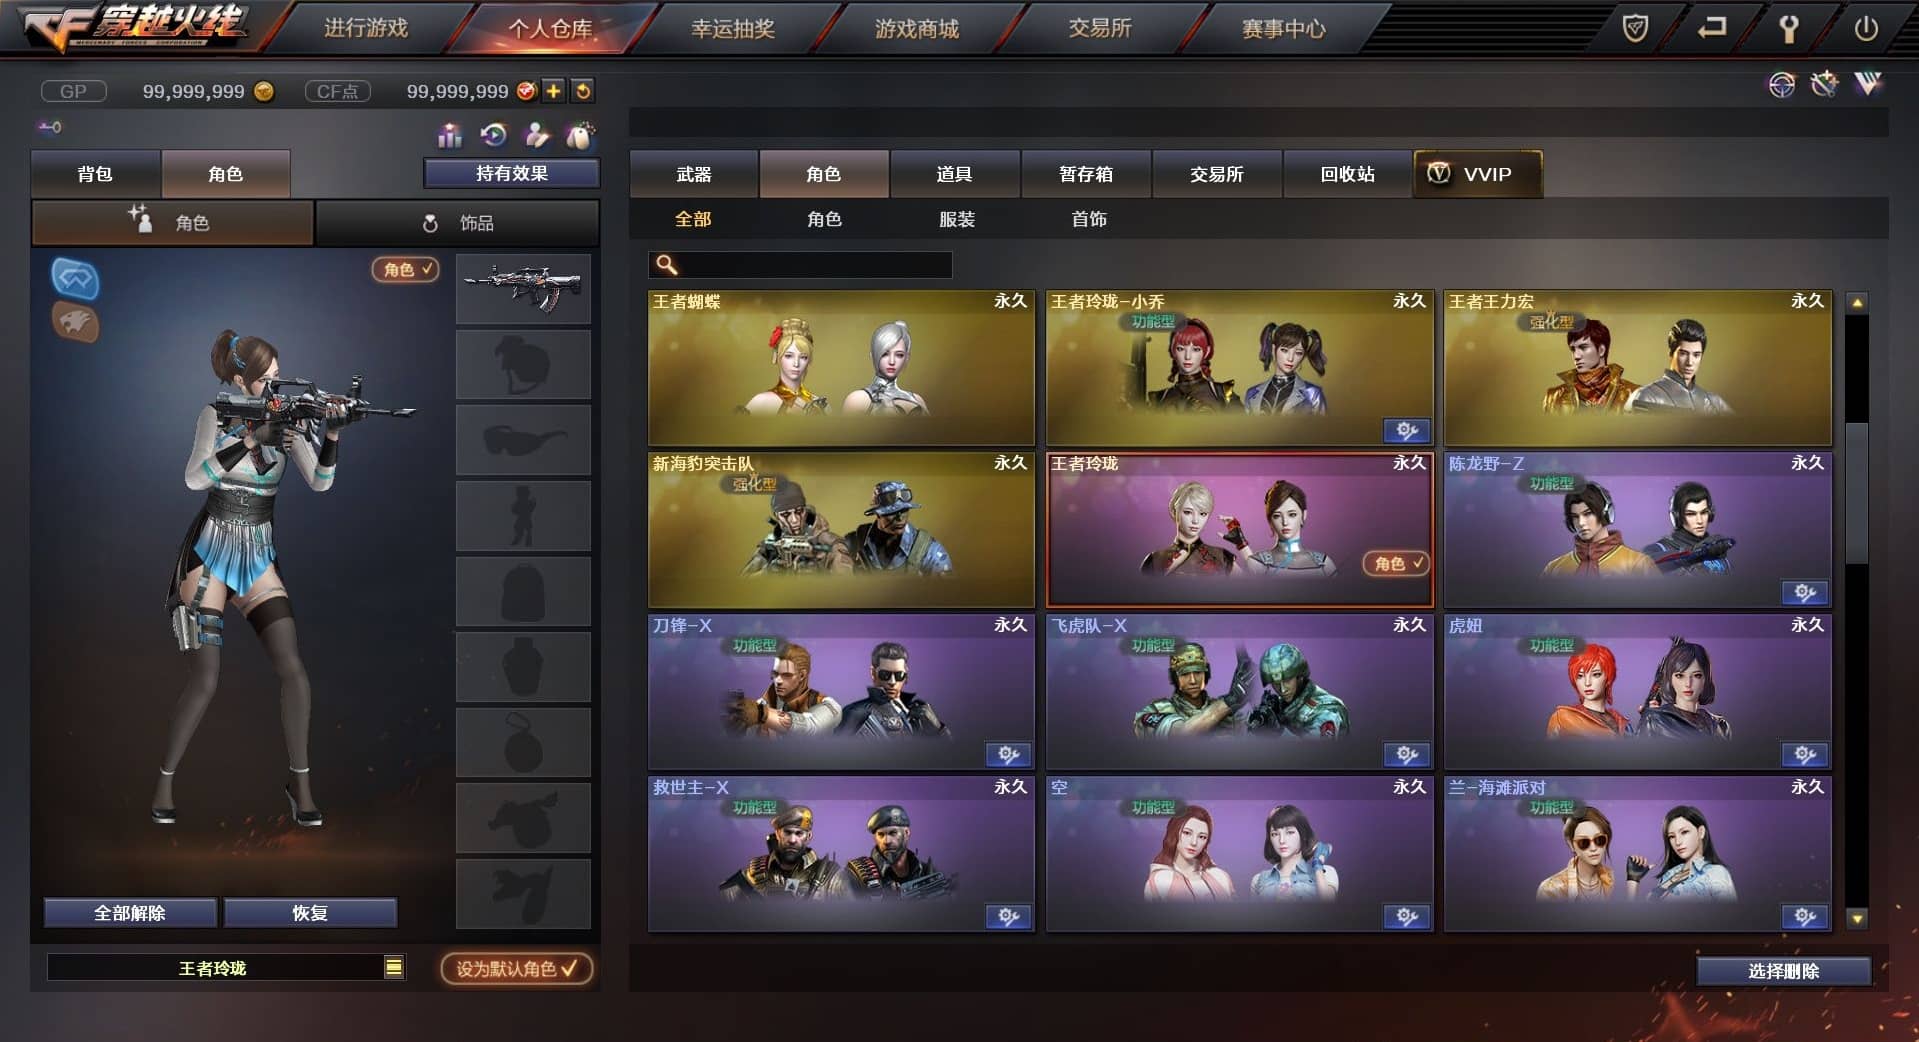 CF 穿越火线
MERCENARY FORCES CORPORATION
进行游戏 个人仓库 幸运抽奖 游戏商城 交易所 赛事中心
GP 99,999,999 CF点 99,999,999
背包 角色 持有效果
角色 饰品
角色
全部解除 恢复
王者玲珑 设为默认角色
武器 角色 道具 暂存箱 交易所 回收站 VVIP
全部 角色 服装 首饰
王者蝴蝶 永久 王者玲珑-小乔 永久 王者王力宏 永久
功能型 强化型
新海豹突击队 永久 王者玲珑 永久 陈龙野-Z 永久
强化型 功能型
角色
刀锋-X 永久 飞虎队-X 永久 虎妞 永久
功能型 功能型 功能型
救世主-X 永久 空 永久 兰-海滩派对 永久
功能型 功能型 功能型
选择删除